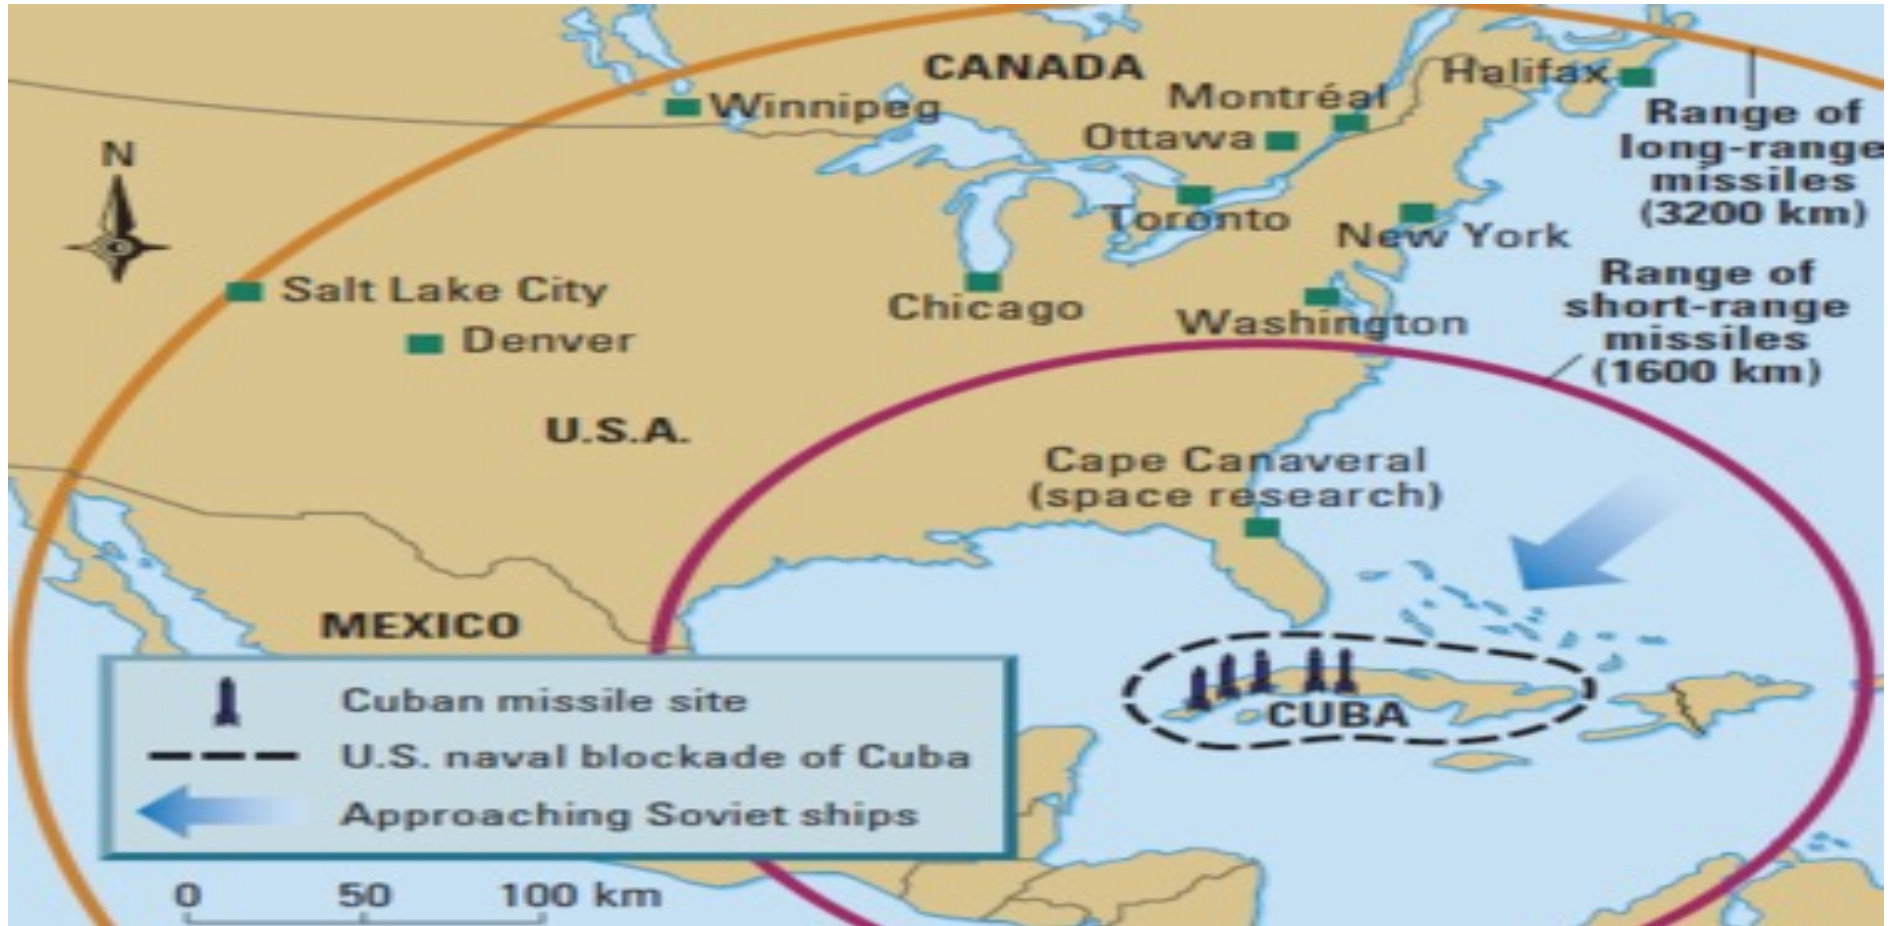 CANADA
Halifax
Montréal
Winnipeg
Ottawa
Range of
long-range
missiles
(3200 km)
N
Toronto
New York
Salt Lake City
Chicago
Washington
Denver
Range of
short-range
missiles
(1600 km)
U.S.A.
Cape Canaveral
(space research)
MEXICO
CUBA
Cuban missile site
U.S. naval blockade of Cuba
Approaching Soviet ships
0 50 100 km